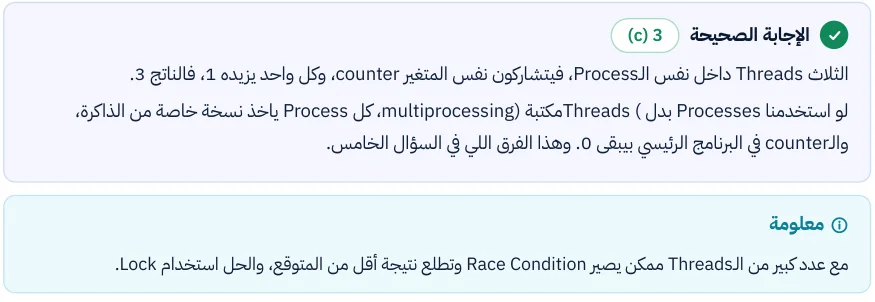 الإجابة الصحيحة (c) 3
الثلاث Threads داخل نفس الـProcess، فيتشاركون نفس المتغير counter، وكل واحد يزيده 1، فالناتج 3.
لو استخدمنا Processes بدل Threads (مكتبة multiprocessing)، كل Process ياخذ نسخة خاصة من الذاكرة،
والـcounter في البرنامج الرئيسي بيبقى 0. وهذا الفرق اللي في السؤال الخامس.
معلومة
مع عدد كبير من الـThreads ممكن يصير Race Condition وتطلع نتيجة أقل من المتوقع، والحل استخدام Lock.